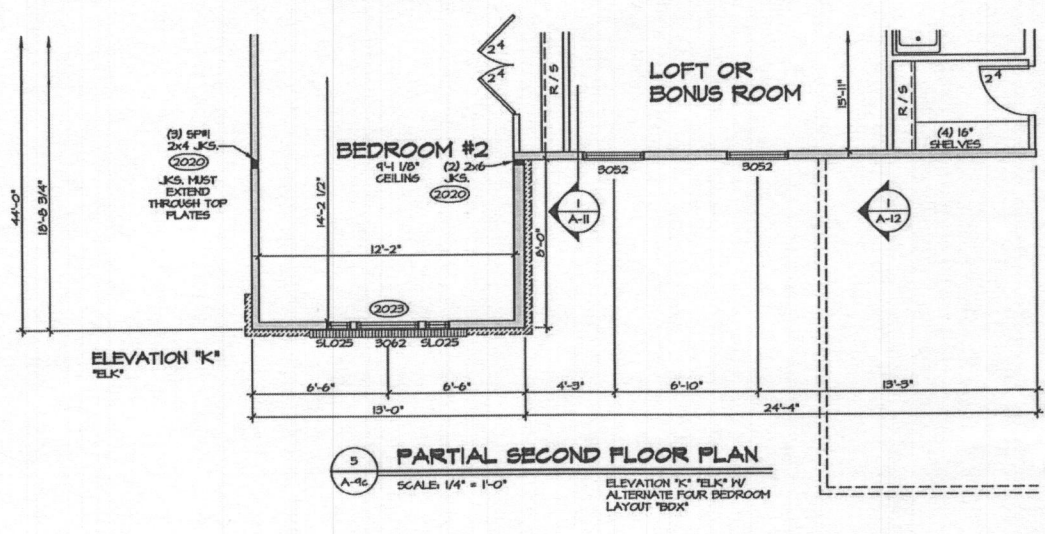 2⁴
2⁴
R / S
LOFT OR
BONUS ROOM
15'-11"
R / S
2⁴
(4) 16"
SHELVES
(3) SP#1
2x4 JKS.
2020
JKS. MUST
EXTEND
THROUGH TOP
PLATES
BEDROOM #2
9'-1 1/8"
CEILING
(2) 2x6
JKS.
2020
3052
3052
1
A-11
1
A-12
44'-0"
18'-8 3/4"
14'-2 1/2"
12'-2"
8'-0"
2023
SL025 3062 SL025
ELEVATION "K"
"ELK"
6'-6" 6'-6" 4'-3" 6'-10" 13'-3"
13'-0" 24'-4"
5
A-9c
PARTIAL SECOND FLOOR PLAN
SCALE: 1/4" = 1'-0"
ELEVATION "K" "ELK" W/
ALTERNATE FOUR BEDROOM
LAYOUT "BDX"